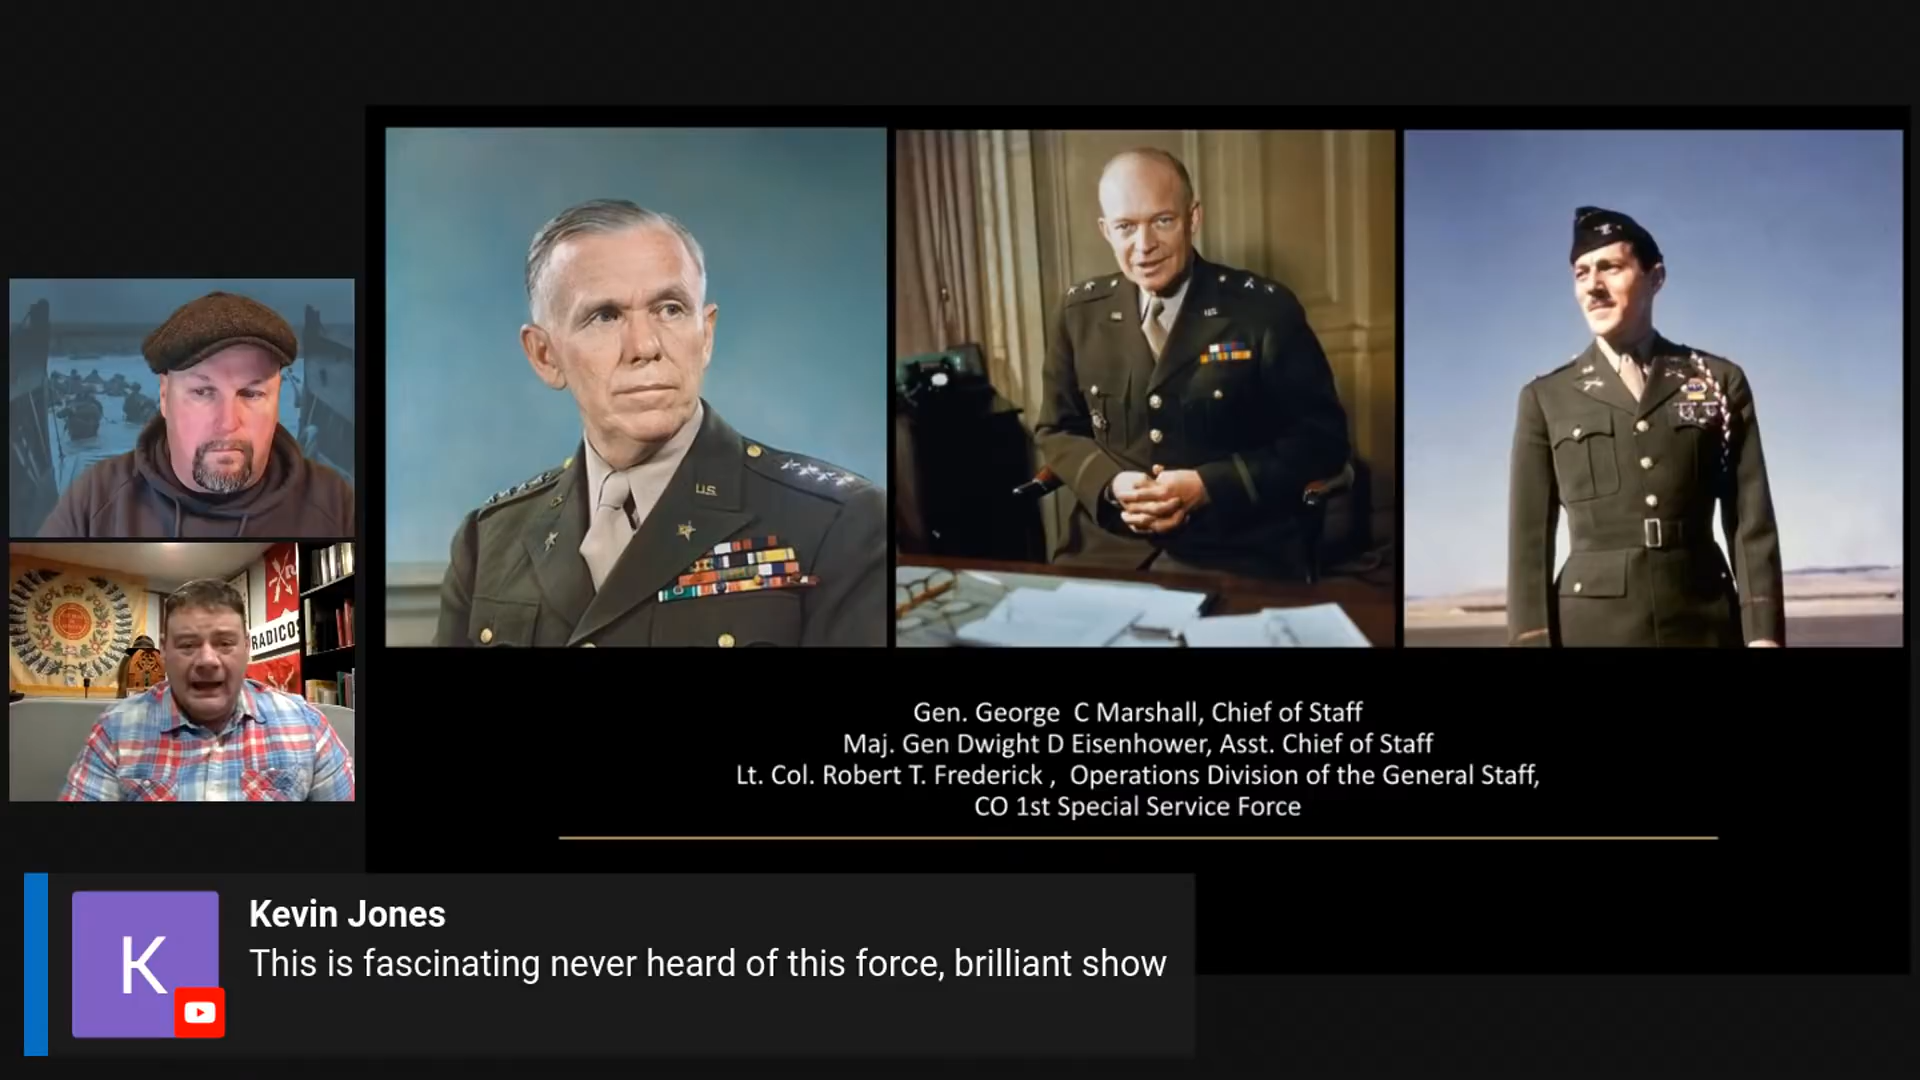 U.S.
RADICOS
Gen. George C Marshall, Chief of Staff
Maj. Gen Dwight D Eisenhower, Asst. Chief of Staff
Lt. Col. Robert T. Frederick , Operations Division of the General Staff,
CO 1st Special Service Force
K
Kevin Jones
This is fascinating never heard of this force, brilliant show